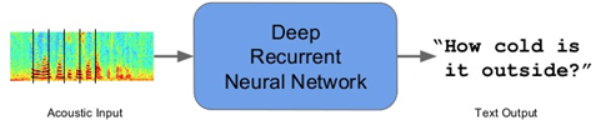 Deep
Recurrent
Neural Network
“How cold is
it outside?”
Acoustic Input
Text Output